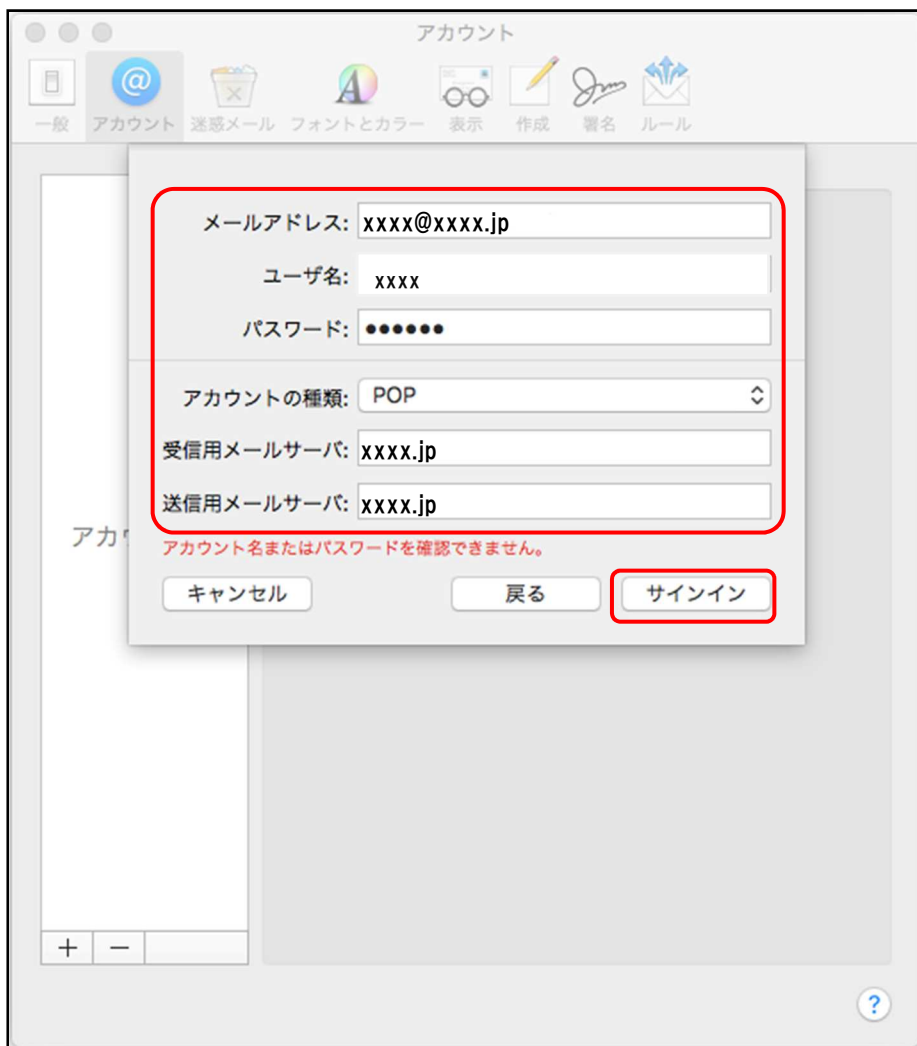 アカウント
一般 アカウント 迷惑メール フォントとカラー 表示 作成 署名 ルール
メールアドレス: xxxx@xxxx.jp
ユーザ名: xxxx
パスワード: ●●●●●●
アカウントの種類: POP
受信用メールサーバ: xxxx.jp
送信用メールサーバ: xxxx.jp
アカ
アカウント名またはパスワードを確認できません。
キャンセル 戻る サインイン
+ −
?